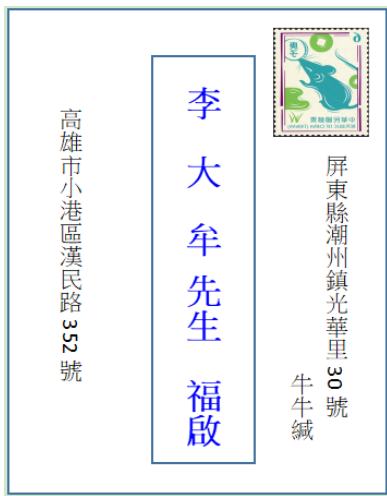 屏東縣潮州鎮光華里 30 號
牛牛緘
李 大 牟 先生 福啟
高雄市小港區漢民路 352 號